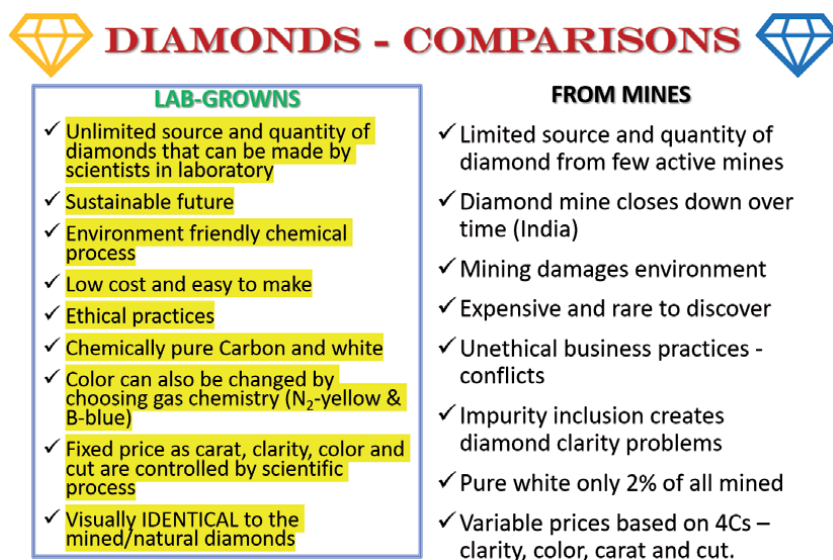 DIAMONDS - COMPARISONS
LAB-GROWNS
✓ Unlimited source and quantity of
diamonds that can be made by
scientists in laboratory
✓ Sustainable future
✓ Environment friendly chemical
process
✓ Low cost and easy to make
✓ Ethical practices
✓ Chemically pure Carbon and white
✓ Color can also be changed by
choosing gas chemistry (N₂-yellow &
B-blue)
✓ Fixed price as carat, clarity, color and
cut are controlled by scientific
process
✓ Visually IDENTICAL to the
mined/natural diamonds
FROM MINES
✓ Limited source and quantity of
diamond from few active mines
✓ Diamond mine closes down over
time (India)
✓ Mining damages environment
✓ Expensive and rare to discover
✓ Unethical business practices -
conflicts
✓ Impurity inclusion creates
diamond clarity problems
✓ Pure white only 2% of all mined
✓ Variable prices based on 4Cs –
clarity, color, carat and cut.